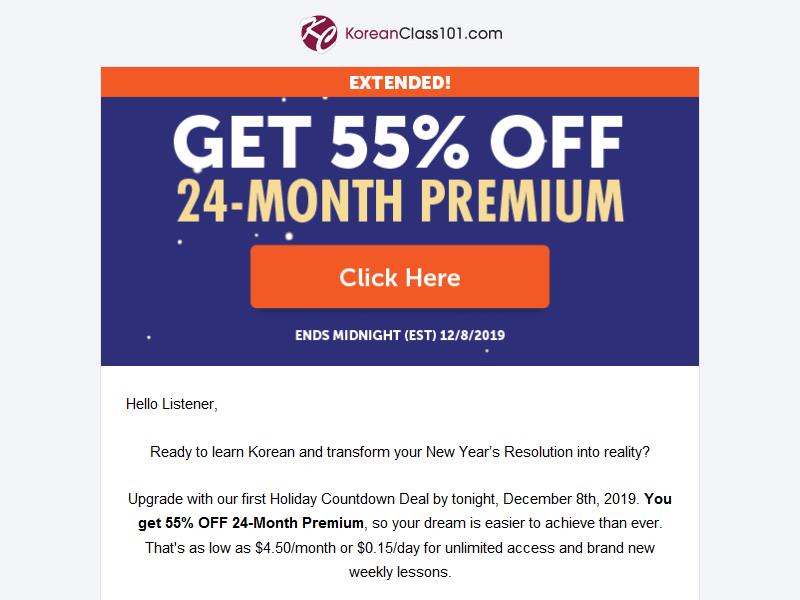 KoreanClass101.com
EXTENDED!
GET 55% OFF
24-MONTH PREMIUM
Click Here
ENDS MIDNIGHT (EST) 12/8/2019
Hello Listener,
Ready to learn Korean and transform your New Year’s Resolution into reality?
Upgrade with our first Holiday Countdown Deal by tonight, December 8th, 2019. You
get 55% OFF 24-Month Premium, so your dream is easier to achieve than ever.
That's as low as $4.50/month or $0.15/day for unlimited access and brand new
weekly lessons.